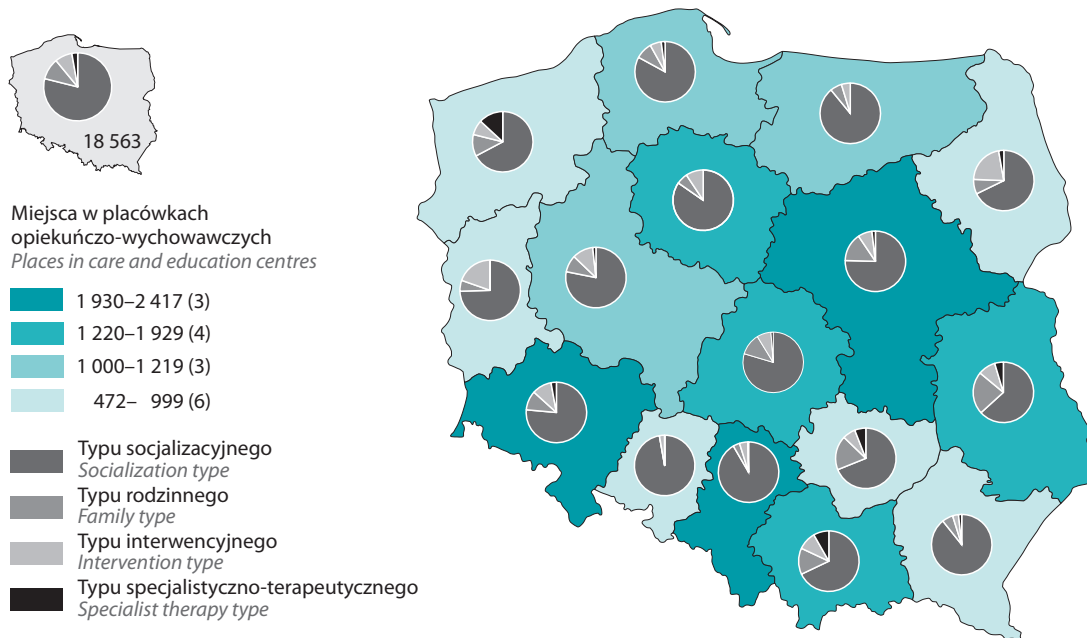 18 563
Miejsca w placówkach
opiekuńczo-wychowawczych
Places in care and education centres
1 930–2 417 (3)
1 220–1 929 (4)
1 000–1 219 (3)
472– 999 (6)
Typu socjalizacyjnego
Socialization type
Typu rodzinnego
Family type
Typu interwencyjnego
Intervention type
Typu specjalistyczno-terapeutycznego
Specialist therapy type